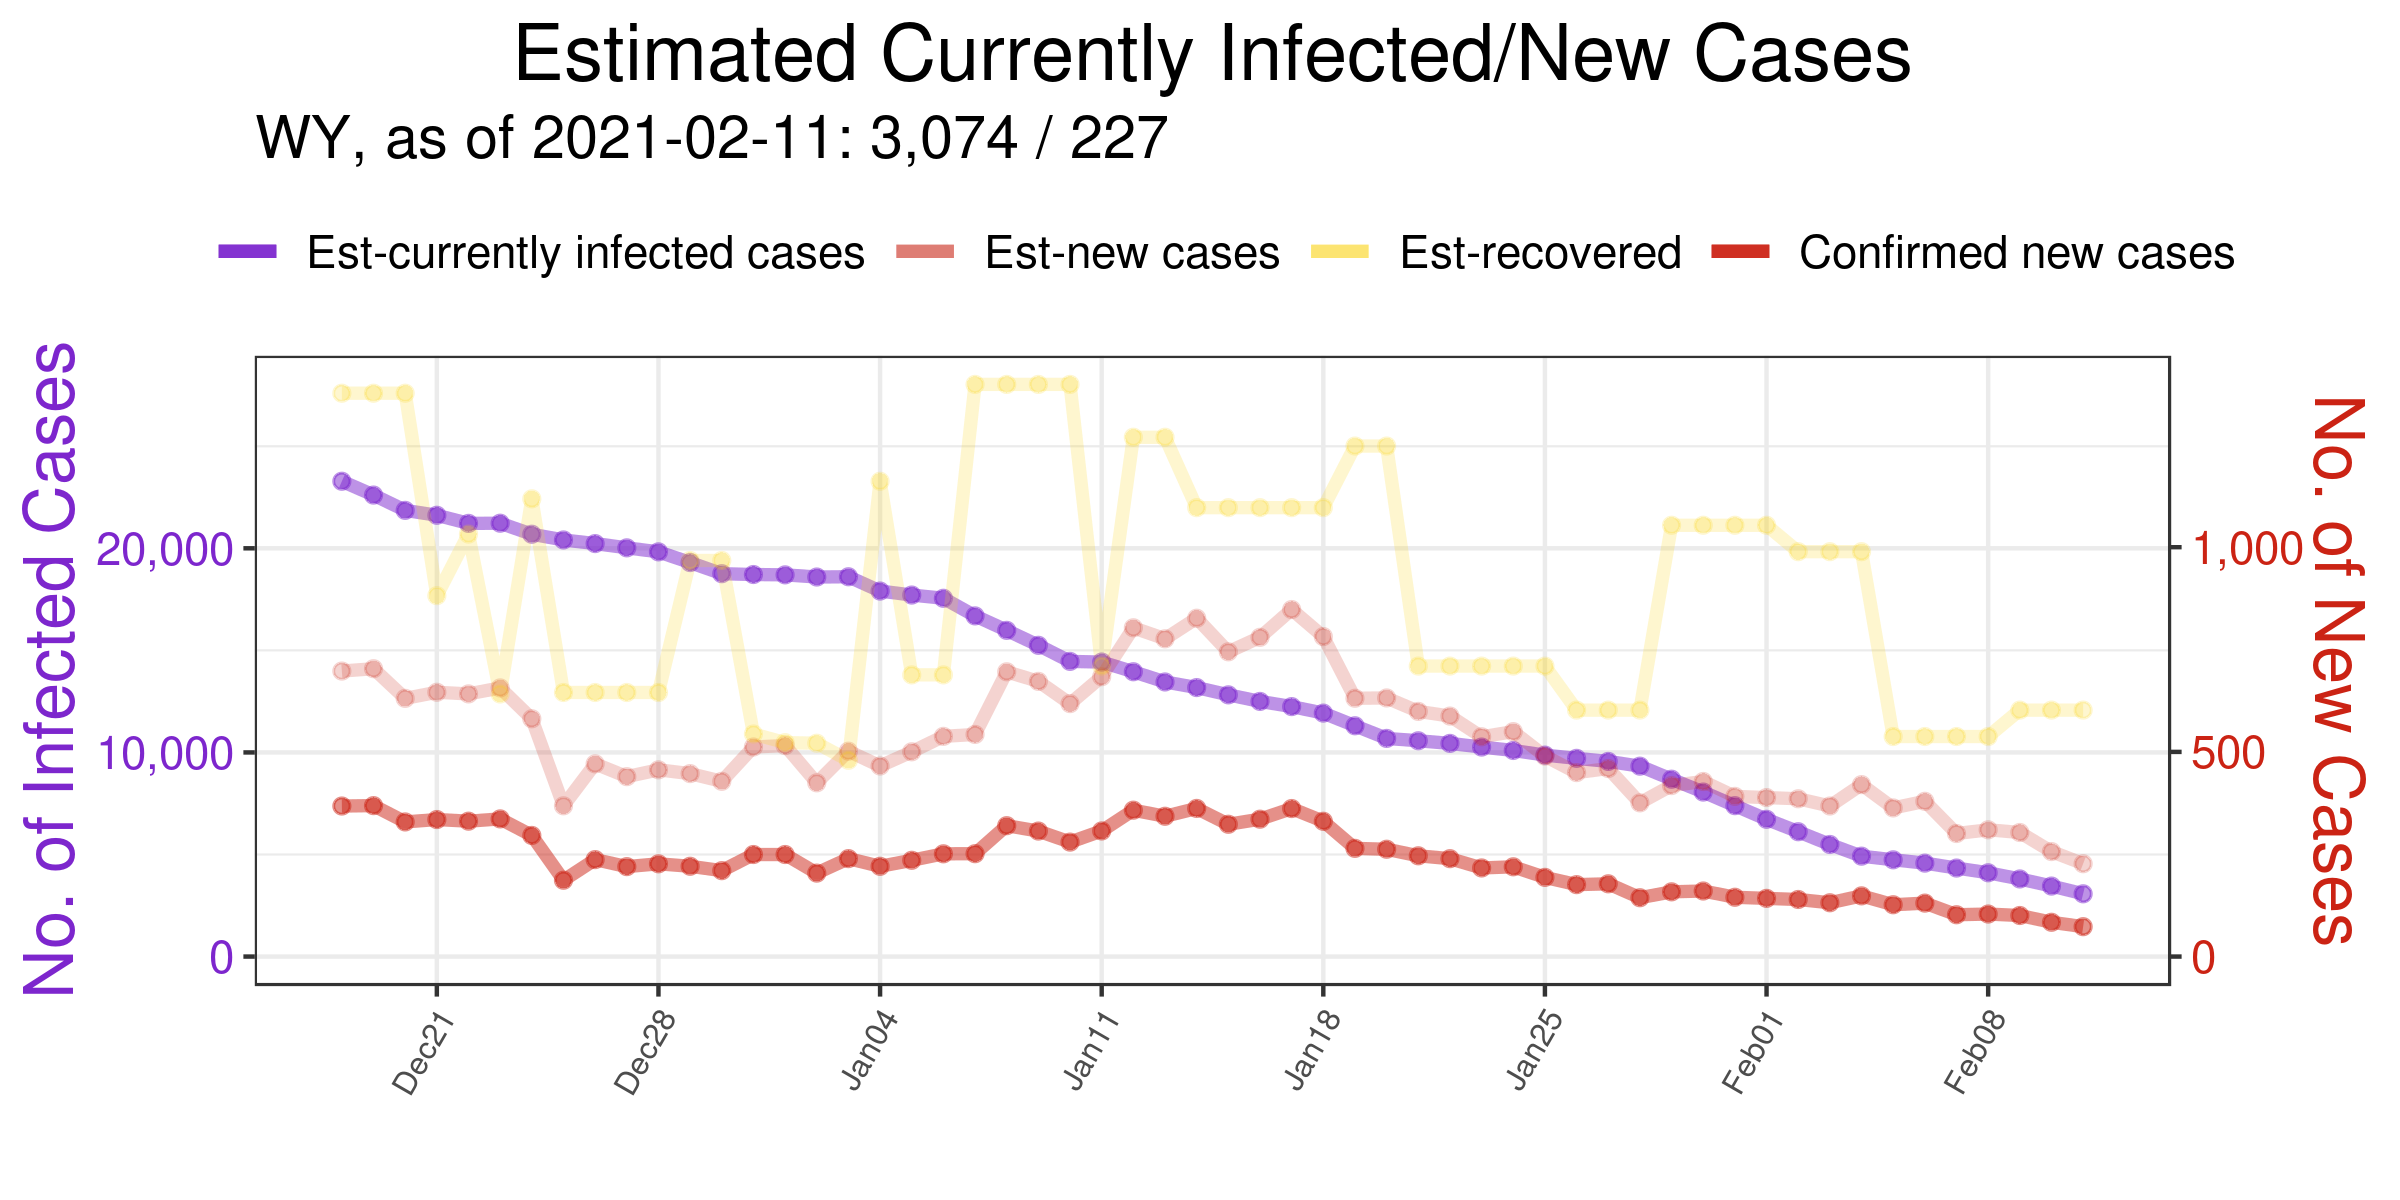 Estimated Currently Infected/New Cases
WY, as of 2021-02-11: 3,074 / 227
Est-currently infected cases Est-new cases Est-recovered Confirmed new cases
No. of Infected Cases
20,000
10,000
0
1,000
500
0
No. of New Cases
Dec21 Dec28 Jan04 Jan11 Jan18 Jan25 Feb01 Feb08